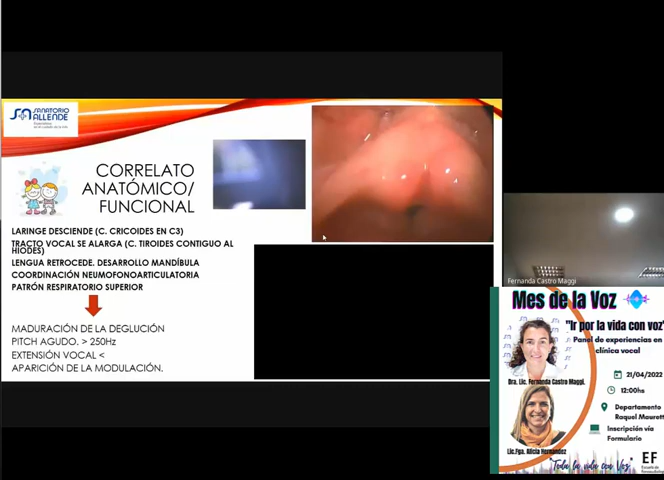 SANATORIO
ALLENDE
CORRELATO
ANATÓMICO/
FUNCIONAL
LARINGE DESCIENDE (C. CRICOIDES EN C3)
TRACTO VOCAL SE ALARGA (C. TIROIDES CONTIGUO AL
HIODES)
LENGUA RETROCEDE. DESARROLLO MANDÍBULA
COORDINACIÓN NEUMOFONOARTICULATORIA
PATRÓN RESPIRATORIO SUPERIOR
MADURACIÓN DE LA DEGLUCIÓN
PITCH AGUDO. > 250Hz
EXTENSIÓN VOCAL <
APARICIÓN DE LA MODULACIÓN.
Fernanda Castro Maggi
Mes de la Voz
"Ir por la vida con voz"
Panel de experiencias en
clínica vocal
Dra. Lic. Fernanda Castro Maggi.
21/04/2022
12:00hs
Departamento
Raquel Maurett
Inscripción vía
Formulario
Lic.Fga. Alicia Hernandez
"Toda la vida con Voz"
EF